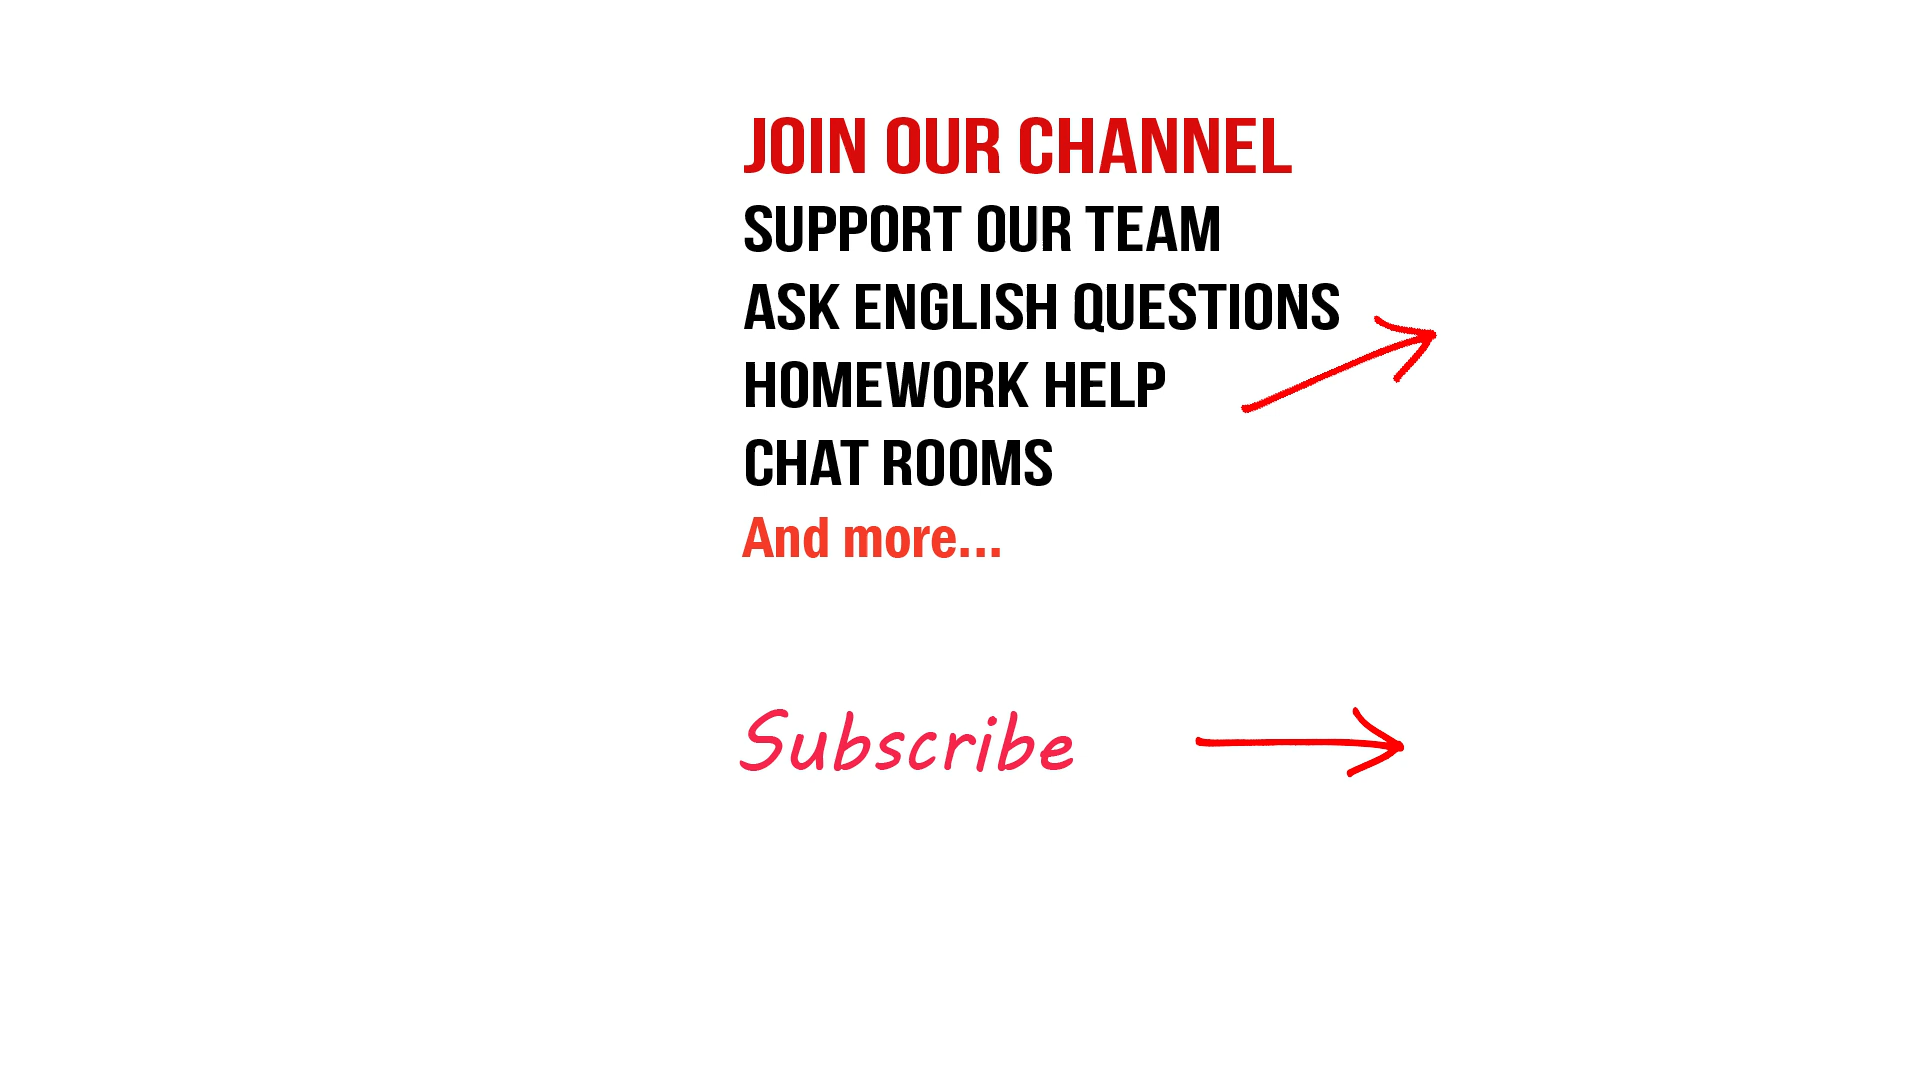 JOIN OUR CHANNEL
SUPPORT OUR TEAM
ASK ENGLISH QUESTIONS
HOMEWORK HELP
CHAT ROOMS
And more...
Subscribe